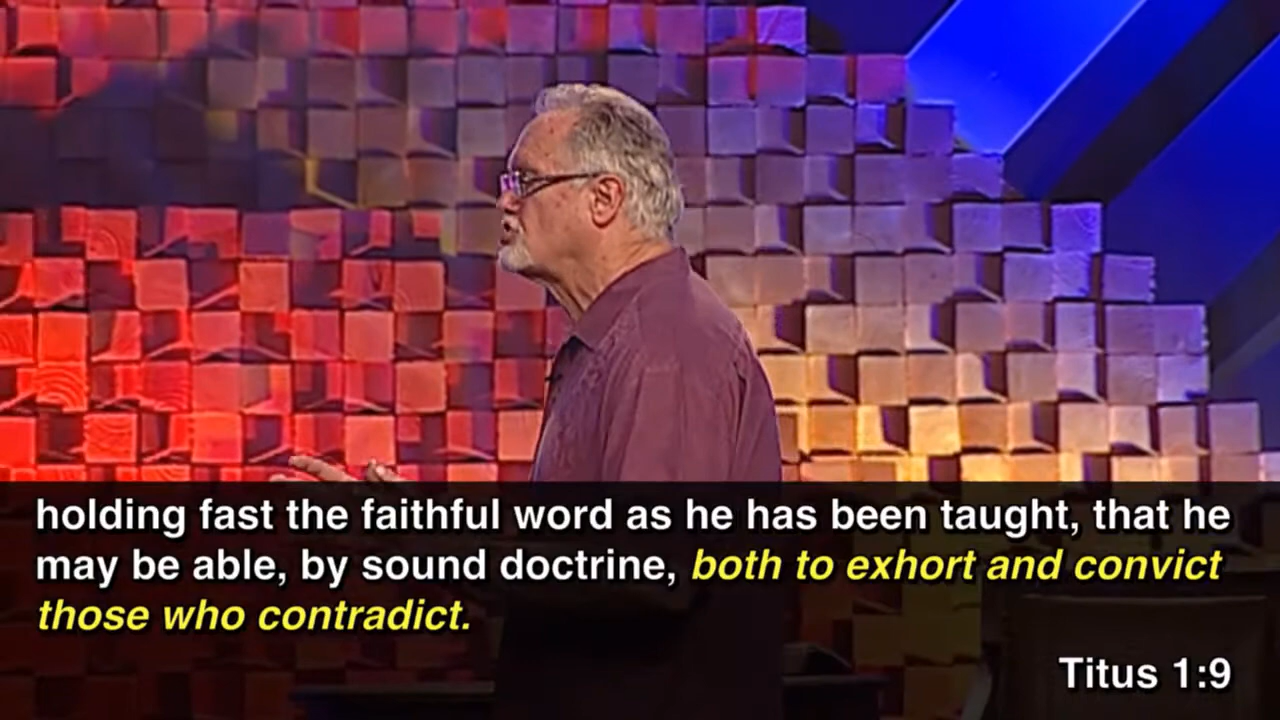 holding fast the faithful word as he has been taught, that he
may be able, by sound doctrine, both to exhort and convict
those who contradict.
Titus 1:9